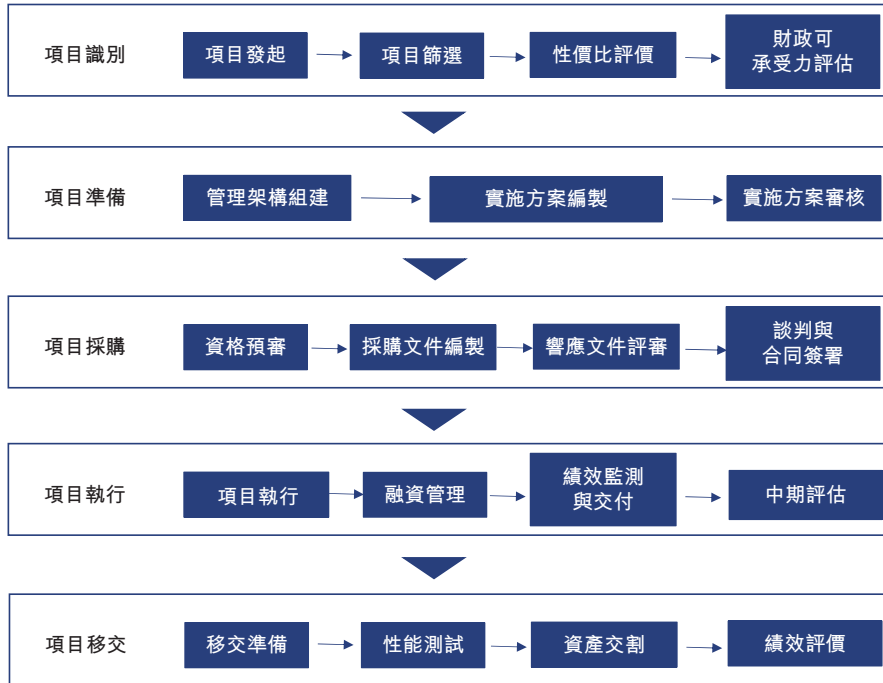 項目識別
項目發起
項目篩選
性價比評價
財政可
承受力評估
項目準備
管理架構組建
實施方案編製
實施方案審核
項目採購
資格預審
採購文件編製
響應文件評審
談判與
合同簽署
項目執行
項目執行
融資管理
績效監測
與交付
中期評估
項目移交
移交準備
性能測試
資產交割
績效評價